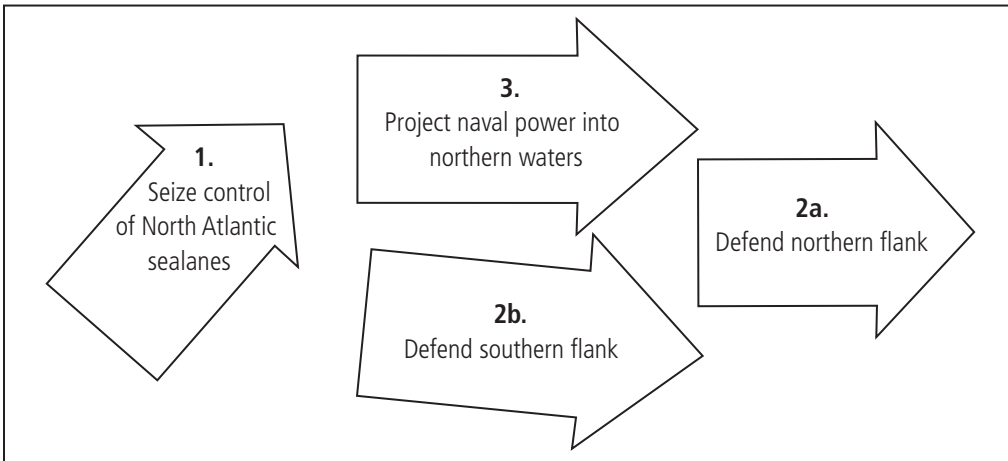 1.
Seize control
of North Atlantic
sealanes
3.
Project naval power into
northern waters
2a.
Defend northern flank
2b.
Defend southern flank